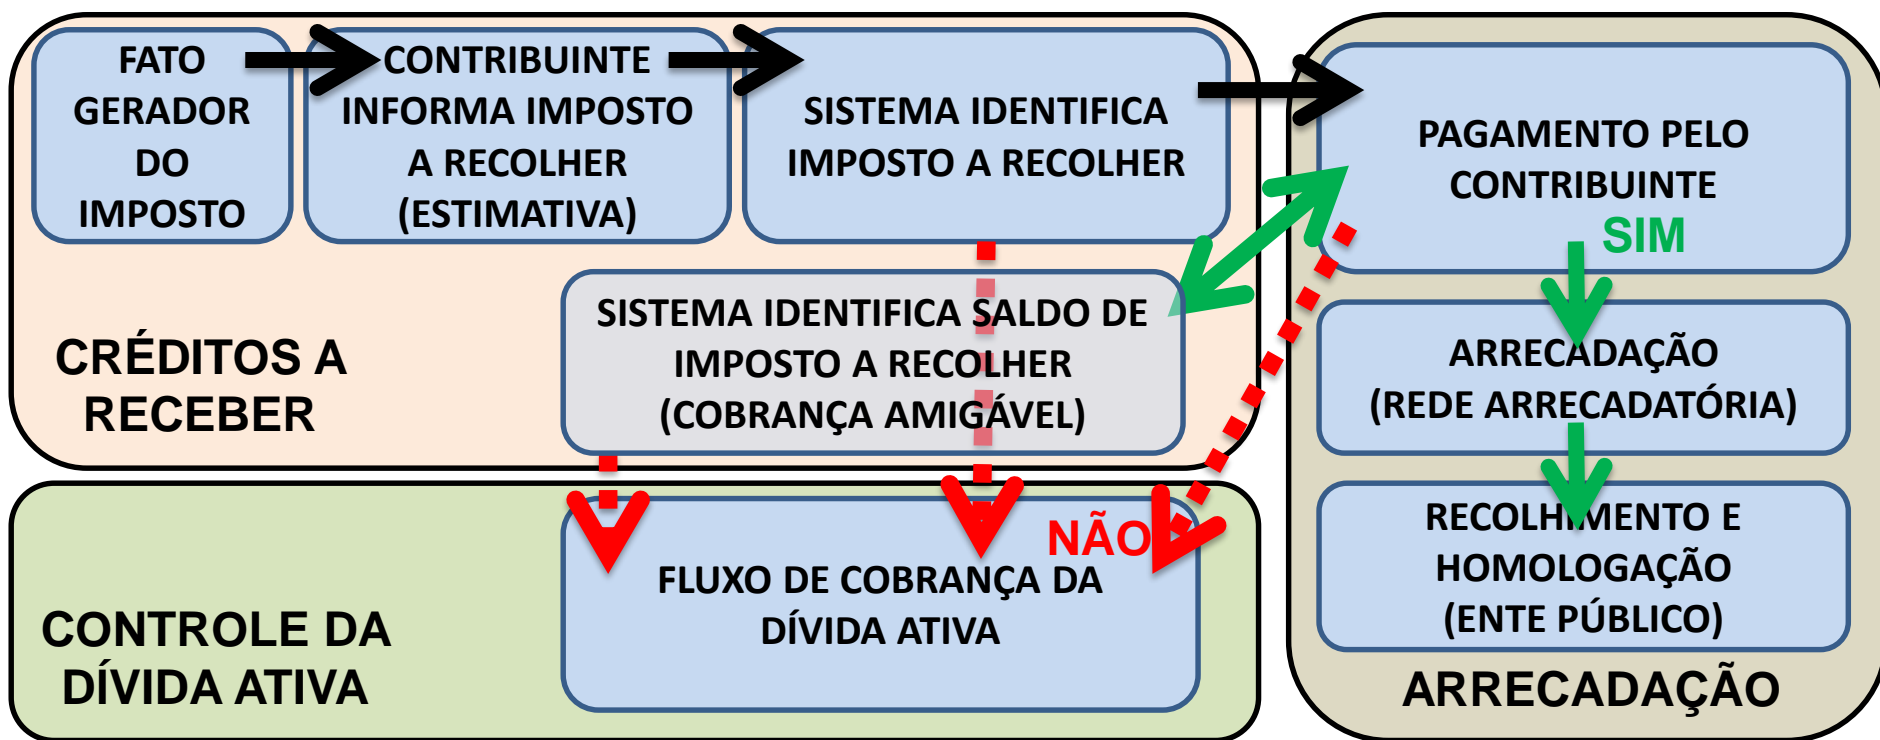 FATO
GERADOR
DO
IMPOSTO
CONTRIBUINTE
INFORMA IMPOSTO
A RECOLHER
(ESTIMATIVA)
SISTEMA IDENTIFICA
IMPOSTO A RECOLHER
PAGAMENTO PELO
CONTRIBUINTE
SIM
SISTEMA IDENTIFICA SALDO DE
IMPOSTO A RECOLHER
(COBRANÇA AMIGÁVEL)
CRÉDITOS A
RECEBER
ARRECADAÇÃO
(REDE ARRECADATÓRIA)
RECOLHIMENTO E
HOMOLOGAÇÃO
(ENTE PÚBLICO)
ARRECADAÇÃO
NÃO
FLUXO DE COBRANÇA DA
DÍVIDA ATIVA
CONTROLE DA
DÍVIDA ATIVA